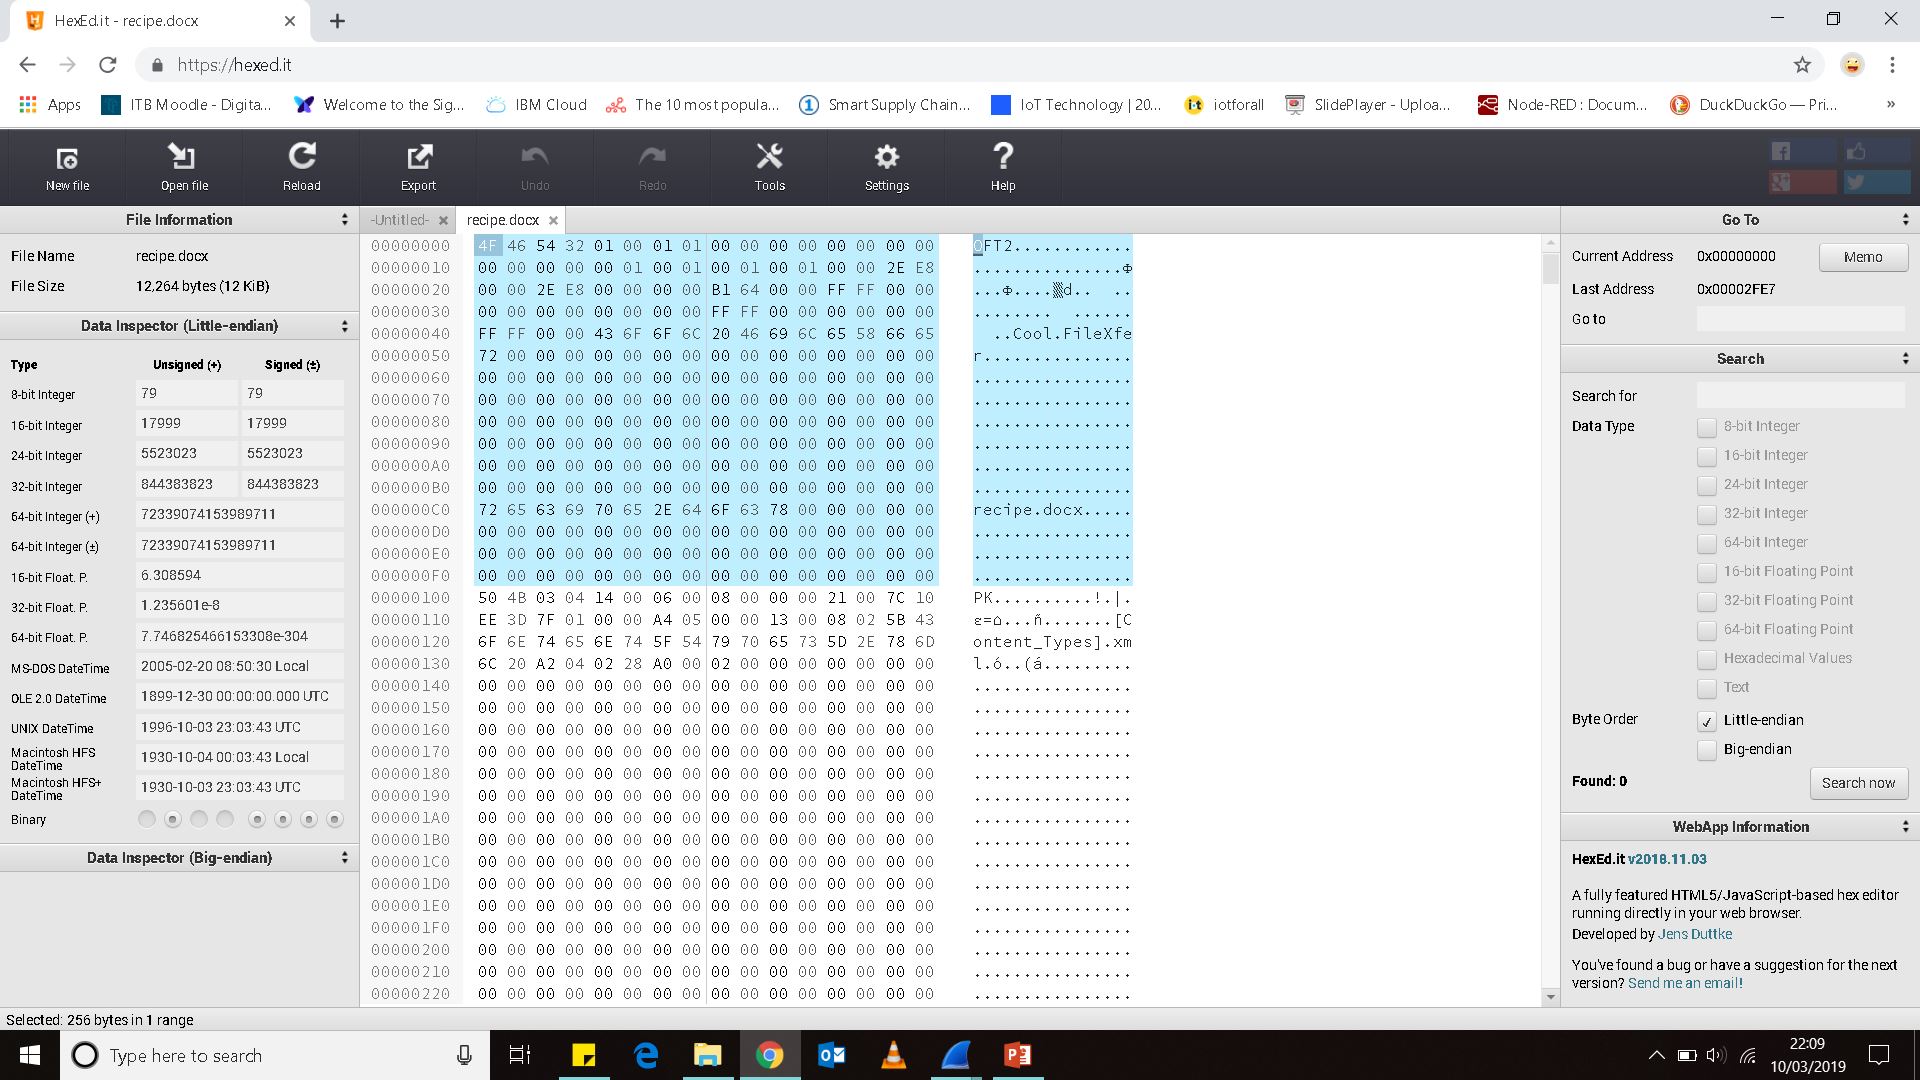 HexEd.it - recipe.docx
https://hexed.it
Apps ITB Moodle - Digita... Welcome to the Sig... IBM Cloud The 10 most popula... Smart Supply Chain... IoT Technology | 20... iotforall SlidePlayer - Uploa... Node-RED : Docum... DuckDuckGo — Pri... »
New file Open file Reload Export Undo Redo Tools Settings Help
File Information
File Name recipe.docx
File Size 12,264 bytes (12 KiB)
Data Inspector (Little-endian)
Type Unsigned (+) Signed (±)
8-bit Integer 79 79
16-bit Integer 17999 17999
24-bit Integer 5523023 5523023
32-bit Integer 844383823 844383823
64-bit Integer (+) 72339074153989711
64-bit Integer (±) 72339074153989711
16-bit Float. P. 6.308594
32-bit Float. P. 1.235601e-8
64-bit Float. P. 7.746825466153308e-304
MS-DOS DateTime 2005-02-20 08:50:30 Local
OLE 2.0 DateTime 1899-12-30 00:00:00.000 UTC
UNIX DateTime 1996-10-03 23:03:43 UTC
Macintosh HFS DateTime 1930-10-04 00:03:43 Local
Macintosh HFS+ DateTime 1930-10-03 23:03:43 UTC
Binary
Data Inspector (Big-endian)
-Untitled- recipe.docx
00000000 4F 46 54 32 01 00 01 01 00 00 00 00 00 00 00 00 OFT2............
00000010 00 00 00 00 00 01 00 01 00 01 00 01 00 00 2E E8 ...............Φ
00000020 00 00 2E E8 00 00 00 00 B1 64 00 00 FF FF 00 00 ...Φ....▒d..  ..
00000030 00 00 00 00 00 00 00 00 FF FF 00 00 00 00 00 00 ........  ......
00000040 FF FF 00 00 43 6F 6F 6C 20 46 69 6C 65 58 66 65   ..Cool.FileXfe
00000050 72 00 00 00 00 00 00 00 00 00 00 00 00 00 00 00 r...............
00000060 00 00 00 00 00 00 00 00 00 00 00 00 00 00 00 00 ................
00000070 00 00 00 00 00 00 00 00 00 00 00 00 00 00 00 00 ................
00000080 00 00 00 00 00 00 00 00 00 00 00 00 00 00 00 00 ................
00000090 00 00 00 00 00 00 00 00 00 00 00 00 00 00 00 00 ................
000000A0 00 00 00 00 00 00 00 00 00 00 00 00 00 00 00 00 ................
000000B0 00 00 00 00 00 00 00 00 00 00 00 00 00 00 00 00 ................
000000C0 72 65 63 69 70 65 2E 64 6F 63 78 00 00 00 00 00 recipe.docx.....
000000D0 00 00 00 00 00 00 00 00 00 00 00 00 00 00 00 00 ................
000000E0 00 00 00 00 00 00 00 00 00 00 00 00 00 00 00 00 ................
000000F0 00 00 00 00 00 00 00 00 00 00 00 00 00 00 00 00 ................
00000100 50 4B 03 04 14 00 06 00 08 00 00 00 21 00 7C 10 PK..........!.|.
00000110 EE 3D 7F 01 00 00 A4 05 00 00 13 00 08 02 5B 43 ε=⌂...ñ.......[C
00000120 6F 6E 74 65 6E 74 5F 54 79 70 65 73 5D 2E 78 6D ontent_Types].xm
00000130 6C 20 A2 04 02 28 A0 00 02 00 00 00 00 00 00 00 l.ó..(á.........
00000140 00 00 00 00 00 00 00 00 00 00 00 00 00 00 00 00 ................
00000150 00 00 00 00 00 00 00 00 00 00 00 00 00 00 00 00 ................
00000160 00 00 00 00 00 00 00 00 00 00 00 00 00 00 00 00 ................
00000170 00 00 00 00 00 00 00 00 00 00 00 00 00 00 00 00 ................
00000180 00 00 00 00 00 00 00 00 00 00 00 00 00 00 00 00 ................
00000190 00 00 00 00 00 00 00 00 00 00 00 00 00 00 00 00 ................
000001A0 00 00 00 00 00 00 00 00 00 00 00 00 00 00 00 00 ................
000001B0 00 00 00 00 00 00 00 00 00 00 00 00 00 00 00 00 ................
000001C0 00 00 00 00 00 00 00 00 00 00 00 00 00 00 00 00 ................
000001D0 00 00 00 00 00 00 00 00 00 00 00 00 00 00 00 00 ................
000001E0 00 00 00 00 00 00 00 00 00 00 00 00 00 00 00 00 ................
000001F0 00 00 00 00 00 00 00 00 00 00 00 00 00 00 00 00 ................
00000200 00 00 00 00 00 00 00 00 00 00 00 00 00 00 00 00 ................
00000210 00 00 00 00 00 00 00 00 00 00 00 00 00 00 00 00 ................
00000220 00 00 00 00 00 00 00 00 00 00 00 00 00 00 00 00 ................
Go To
Current Address 0x00000000 Memo
Last Address 0x00002FE7
Go to
Search
Search for
Data Type 8-bit Integer
16-bit Integer
24-bit Integer
32-bit Integer
64-bit Integer
16-bit Floating Point
32-bit Floating Point
64-bit Floating Point
Hexadecimal Values
Text
Byte Order Little-endian
Big-endian
Found: 0 Search now
WebApp Information
HexEd.it v2018.11.03
A fully featured HTML5/JavaScript-based hex editor
running directly in your web browser.
Developed by Jens Duttke
You've found a bug or have a suggestion for the next
version? Send me an email!
Selected: 256 bytes in 1 range
Type here to search
22:09
10/03/2019